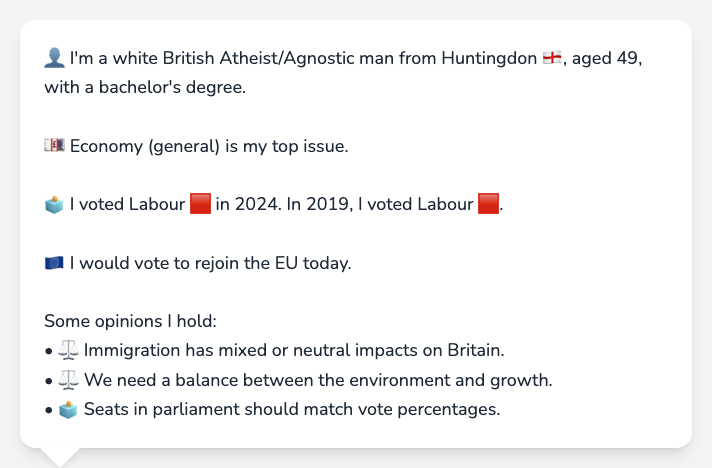 👤 I'm a white British Atheist/Agnostic man from Huntingdon 🏴󠁧󠁢󠁥󠁮󠁧󠁿, aged 49,
with a bachelor's degree.
💷 Economy (general) is my top issue.
🗳️ I voted Labour 🟥 in 2024. In 2019, I voted Labour 🟥.
🇪🇺 I would vote to rejoin the EU today.
Some opinions I hold:
• ⚖️ Immigration has mixed or neutral impacts on Britain.
• ⚖️ We need a balance between the environment and growth.
• 🗳️ Seats in parliament should match vote percentages.